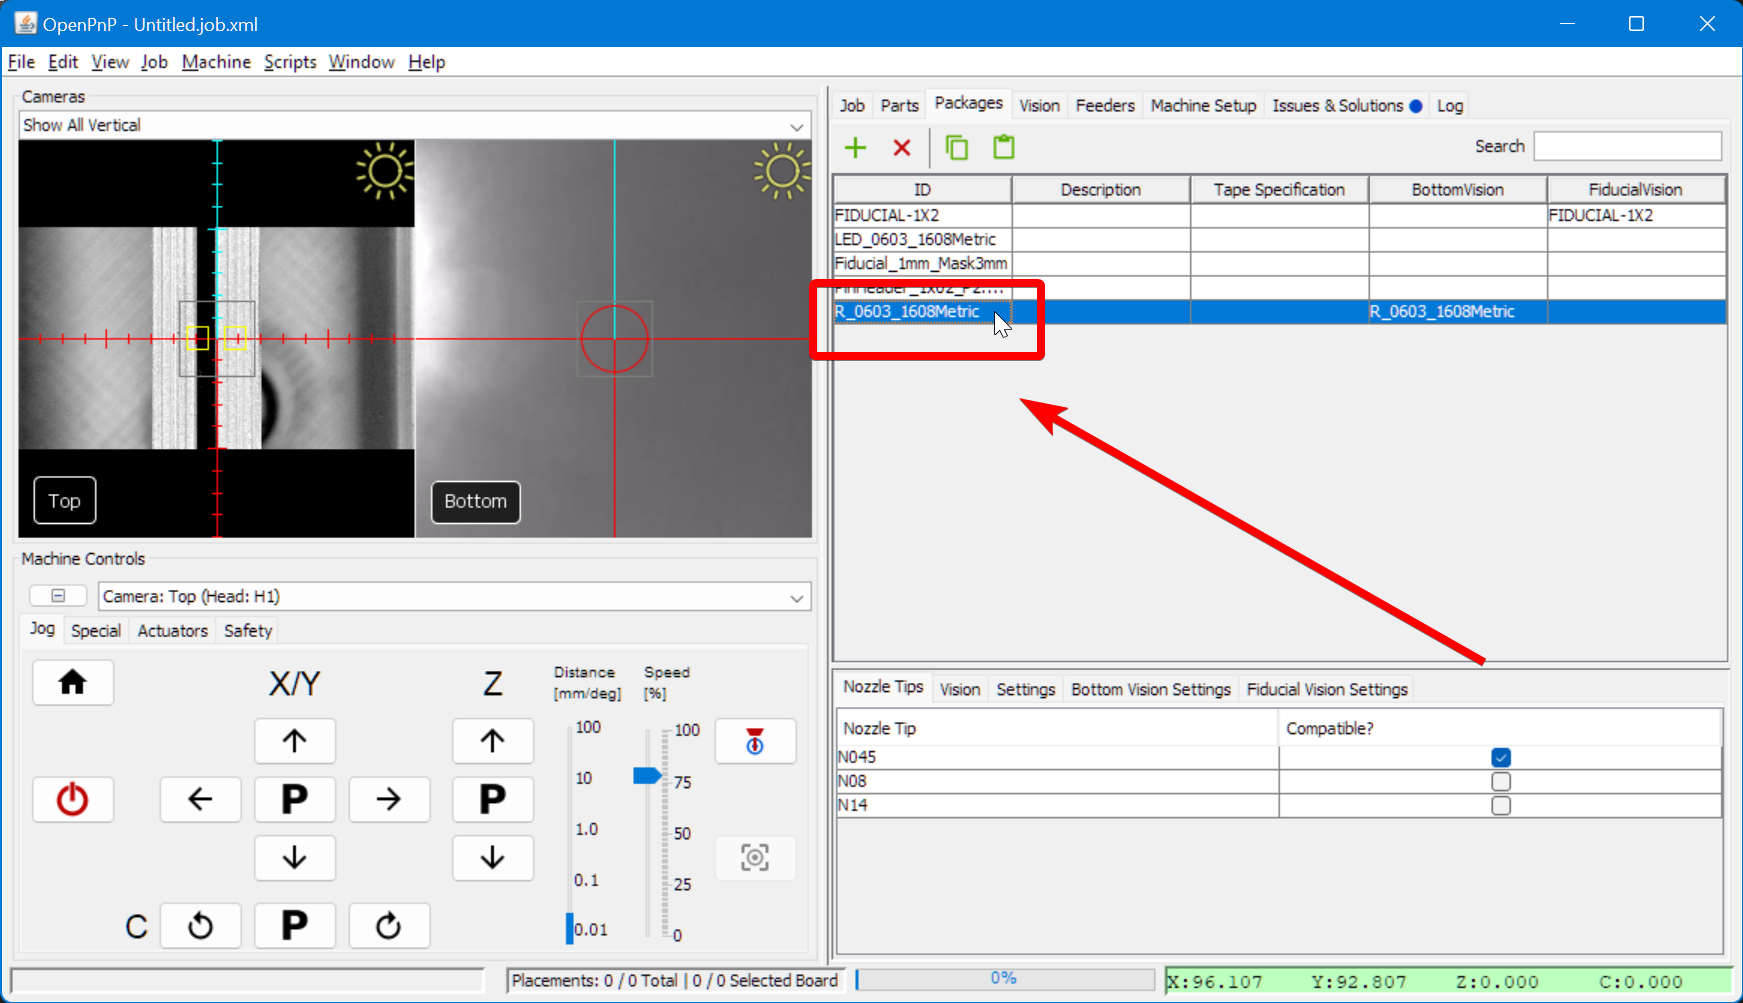 OpenPnP - Untitled.job.xml
File Edit View Job Machine Scripts Window Help
Cameras
Show All Vertical
Top
Bottom
Machine Controls
Camera: Top (Head: H1)
Jog Special Actuators Safety
X/Y
Z
Distance
[mm/deg]
Speed
[%]
100
10
1.0
0.1
0.01
100
75
50
25
0
P
P
C
P
Job Parts Packages Vision Feeders Machine Setup Issues & Solutions Log
Search
ID Description Tape Specification BottomVision FiducialVision
FIDUCIAL-1X2 FIDUCIAL-1X2
LED_0603_1608Metric
Fiducial_1mm_Mask3mm
PinHeader_1x02_P2....
R_0603_1608Metric R_0603_1608Metric
Nozzle Tips Vision Settings Bottom Vision Settings Fiducial Vision Settings
Nozzle Tip Compatible?
N045
N08
N14
Placements: 0 / 0 Total | 0 / 0 Selected Board
0%
X:96.107 Y:92.807 Z:0.000 C:0.000